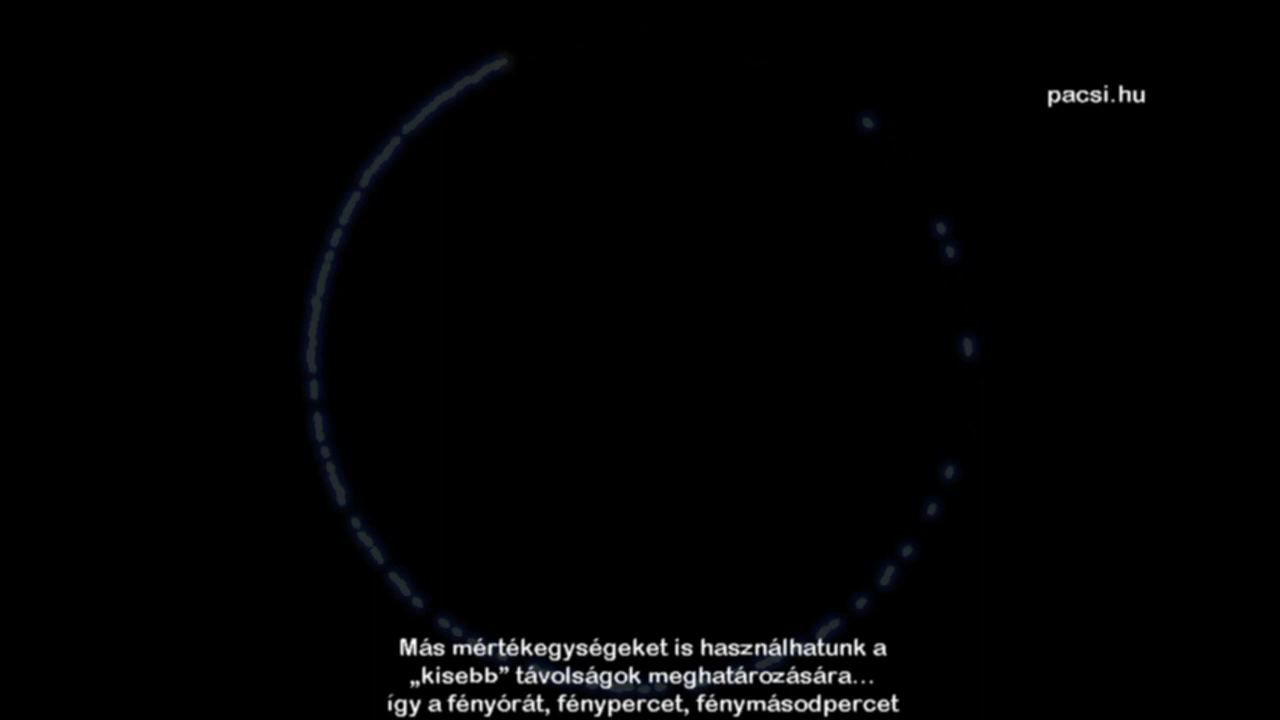 pacsi.hu
Más mértékegységeket is használhatunk a
„kisebb” távolságok meghatározására...
így a fényórát, fénypercet, fénymásodpercet